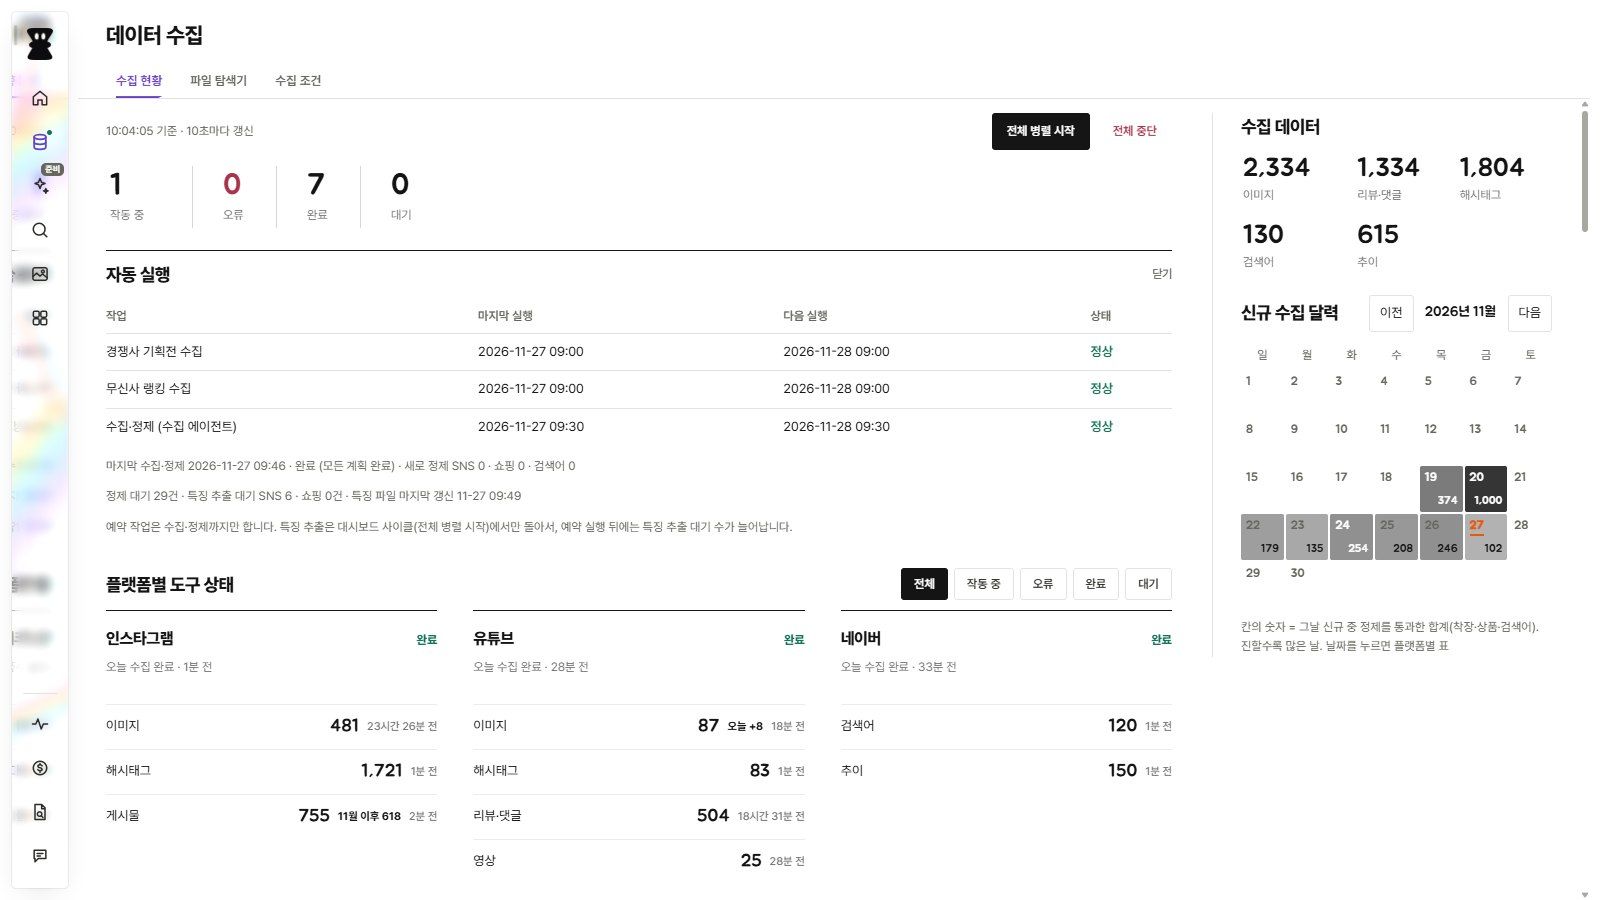 데이터 수집
수집 현황 파일 탐색기 수집 조건
준비
10:04:05 기준 · 10초마다 갱신
전체 병렬 시작 전체 중단
1 0 7 0
작동 중 오류 완료 대기
자동 실행 닫기
작업 마지막 실행 다음 실행 상태
경쟁사 기획전 수집 2026-11-27 09:00 2026-11-28 09:00 정상
무신사 랭킹 수집 2026-11-27 09:00 2026-11-28 09:00 정상
수집·정제 (수집 에이전트) 2026-11-27 09:30 2026-11-28 09:30 정상
마지막 수집·정제 2026-11-27 09:46 · 완료 (모든 계획 완료) · 새로 정제 SNS 0 · 쇼핑 0 · 검색어 0
정제 대기 29건 · 특징 추출 대기 SNS 6 · 쇼핑 0건 · 특징 파일 마지막 갱신 11-27 09:49
예약 작업은 수집·정제까지만 합니다. 특징 추출은 대시보드 사이클(전체 병렬 시작)에서만 돌아서, 예약 실행 뒤에는 특징 추출 대기 수가 늘어납니다.
플랫폼별 도구 상태 전체 작동 중 오류 완료 대기
인스타그램 완료
오늘 수집 완료 · 1분 전
이미지 481 23시간 26분 전
해시태그 1,721 1분 전
게시물 755 11월 이후 618 2분 전
유튜브 완료
오늘 수집 완료 · 28분 전
이미지 87 오늘 +8 18분 전
해시태그 83 1분 전
리뷰·댓글 504 18시간 31분 전
영상 25 28분 전
네이버 완료
오늘 수집 완료 · 33분 전
검색어 120 1분 전
추이 150 1분 전
수집 데이터
2,334 1,334 1,804
이미지 리뷰·댓글 해시태그
130 615
검색어 추이
신규 수집 달력 이전 2026년 11월 다음
일 월 화 수 목 금 토
1 2 3 4 5 6 7
8 9 10 11 12 13 14
15 16 17 18 19 20 21
374 1,000
22 23 24 25 26 27 28
179 135 254 208 246 102
29 30
칸의 숫자 = 그날 신규 중 정제를 통과한 합계(착장·상품·검색어).
진할수록 많은 날. 날짜를 누르면 플랫폼별 표